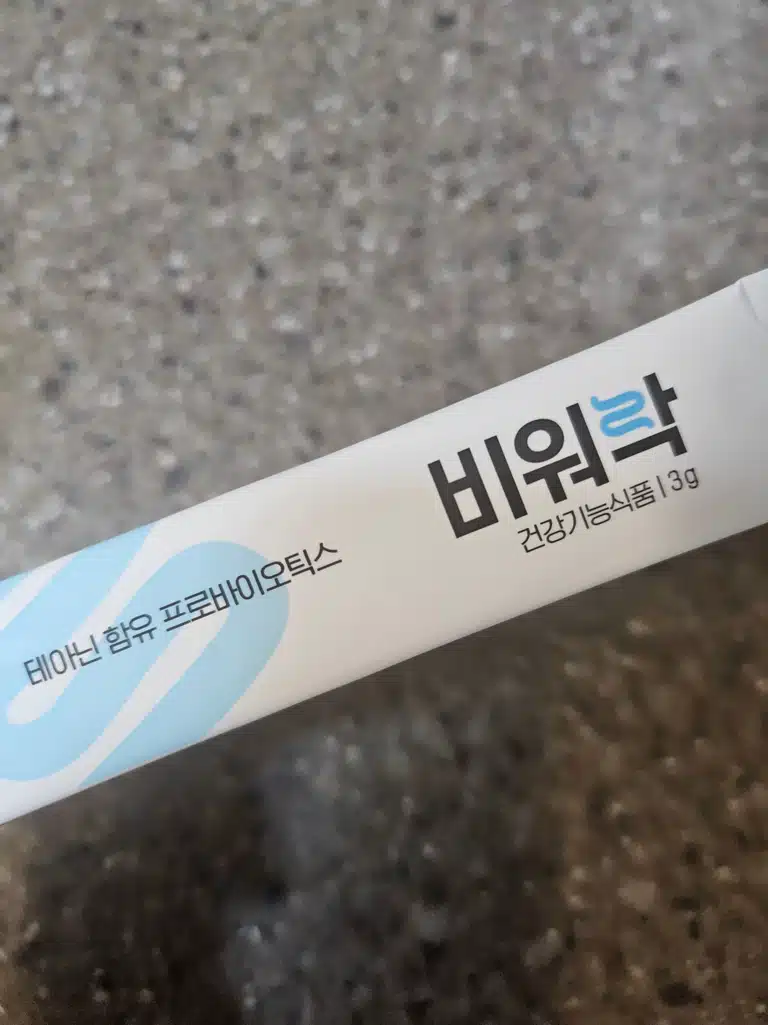 비워락
건강기능식품 | 3g
테아닌 함유 프로바이오틱스